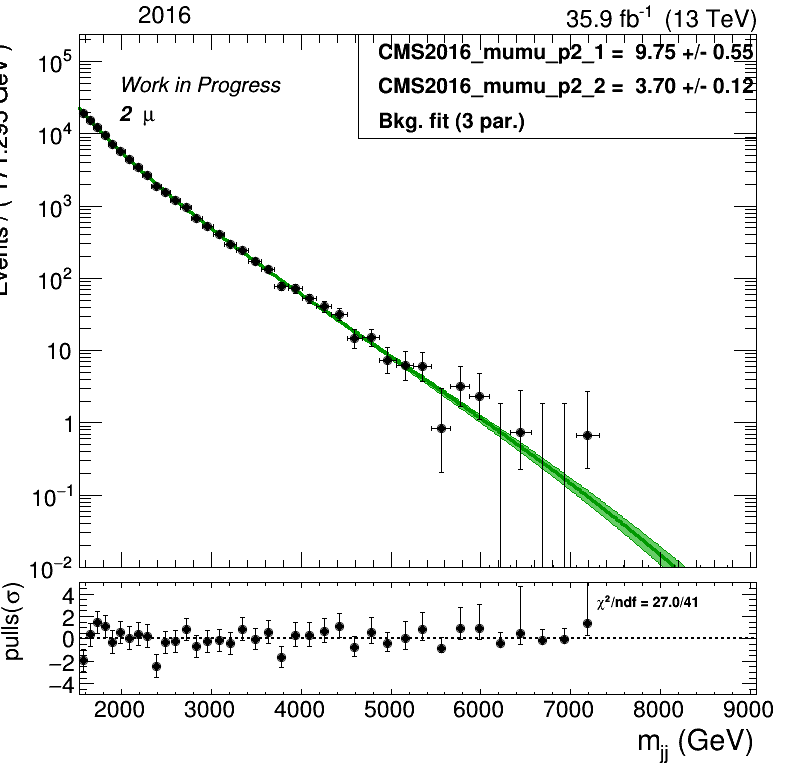 2016
35.9 fb⁻¹ (13 TeV)
CMS2016_mumu_p2_1 = 9.75 +/- 0.55
CMS2016_mumu_p2_2 = 3.70 +/- 0.12
Bkg. fit (3 par.)
Work in Progress
2 μ
10⁵
10⁴
10³
10²
10
1
10⁻¹
10⁻²
pulls(σ)
4
2
0
−2
−4
χ²/ndf = 27.0/41
2000 3000 4000 5000 6000 7000 8000 9000
m_jj (GeV)